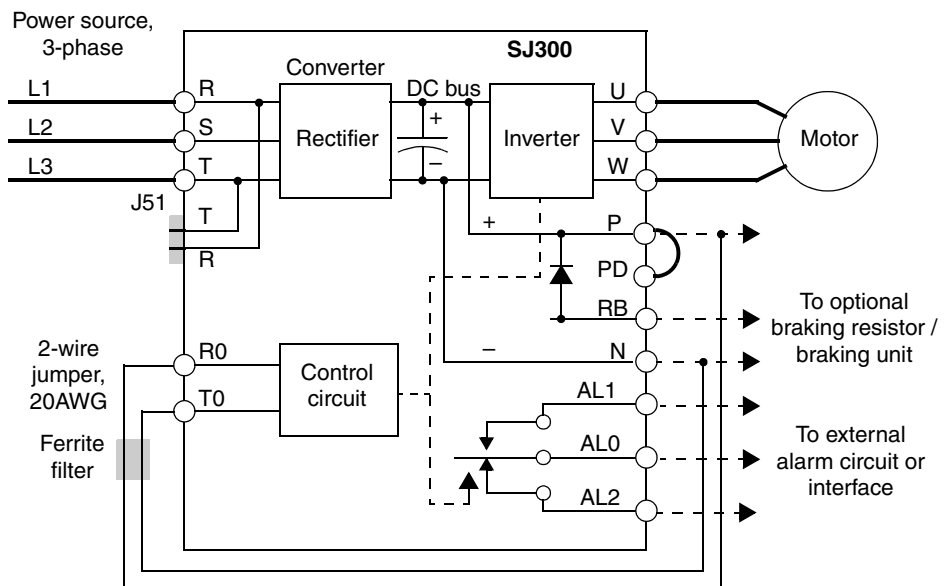 Power source,
3-phase
SJ300
Converter
L1
R
DC bus
U
+
L2
S
Rectifier
Inverter
V
Motor
–
L3
T
W
J51
T
+
P
R
PD
RB
To optional
braking resistor /
braking unit
2-wire
jumper,
20AWG
R0
–
N
Control
circuit
T0
AL1
Ferrite
filter
AL0
To external
alarm circuit or
interface
AL2